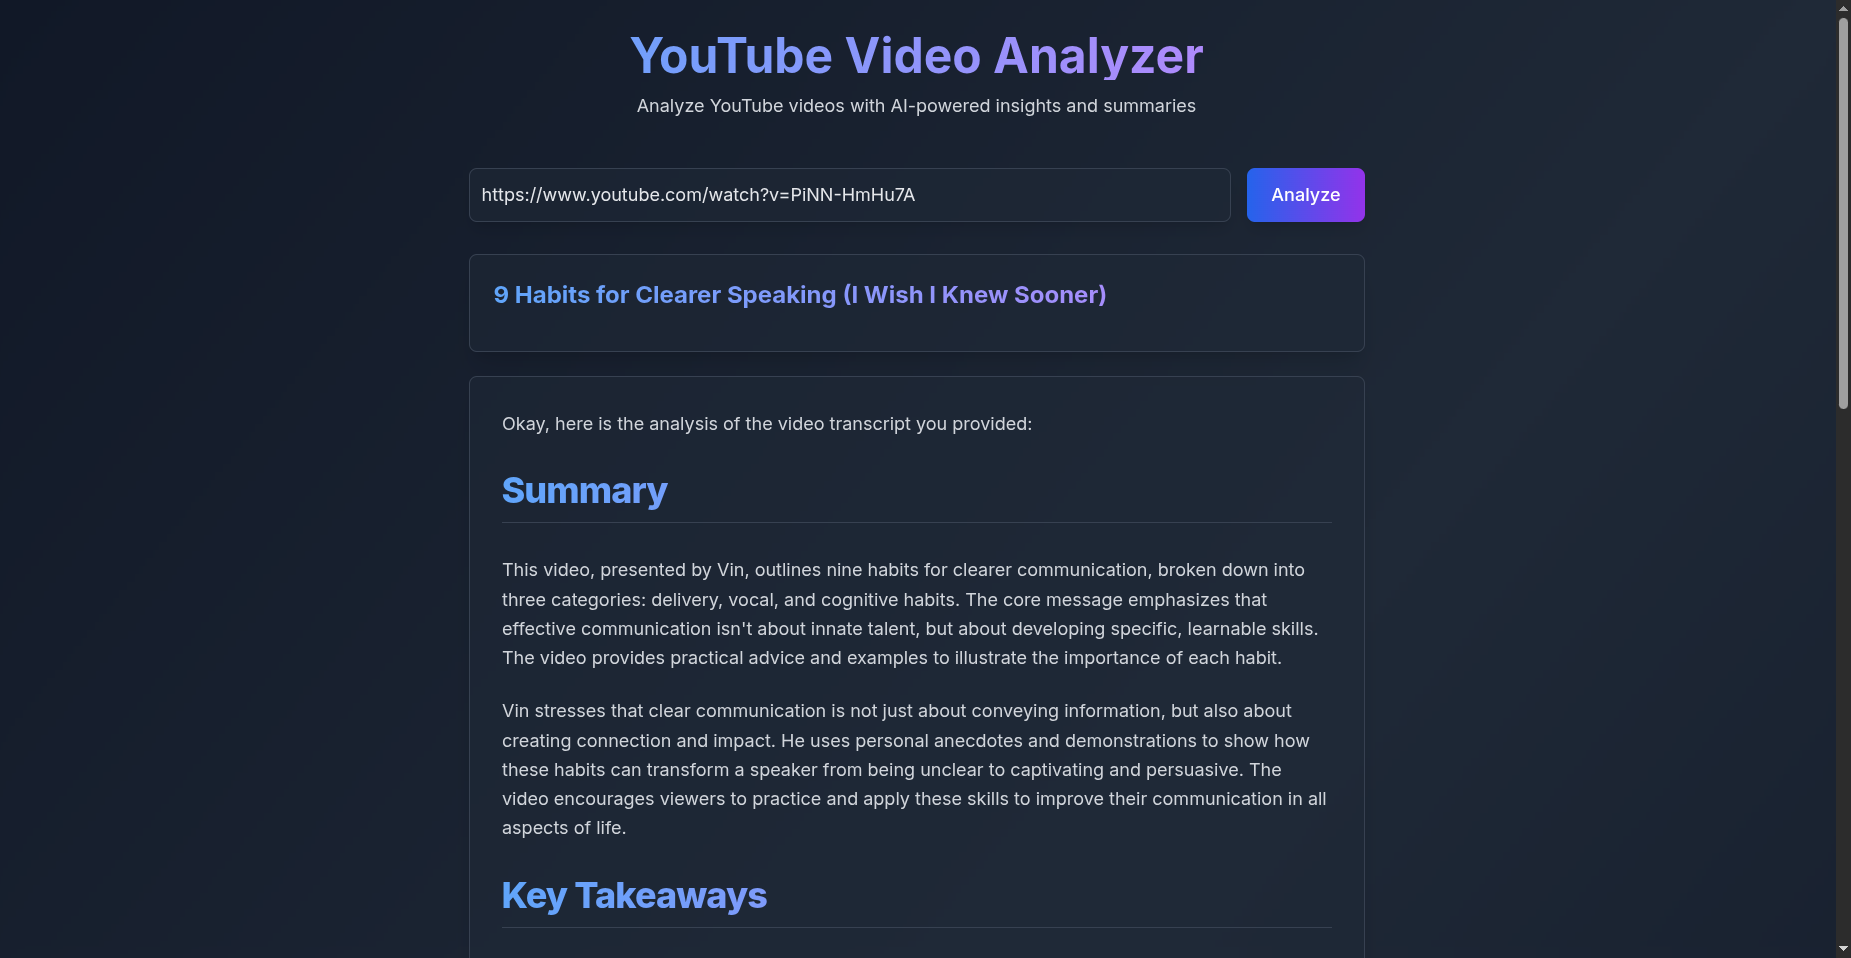 YouTube Video Analyzer
Analyze YouTube videos with AI-powered insights and summaries
https://www.youtube.com/watch?v=PiNN-HmHu7A
Analyze
9 Habits for Clearer Speaking (I Wish I Knew Sooner)
Okay, here is the analysis of the video transcript you provided:
Summary
This video, presented by Vin, outlines nine habits for clearer communication, broken down into
three categories: delivery, vocal, and cognitive habits. The core message emphasizes that
effective communication isn't about innate talent, but about developing specific, learnable skills.
The video provides practical advice and examples to illustrate the importance of each habit.
Vin stresses that clear communication is not just about conveying information, but also about
creating connection and impact. He uses personal anecdotes and demonstrations to show how
these habits can transform a speaker from being unclear to captivating and persuasive. The
video encourages viewers to practice and apply these skills to improve their communication in all
aspects of life.
Key Takeaways